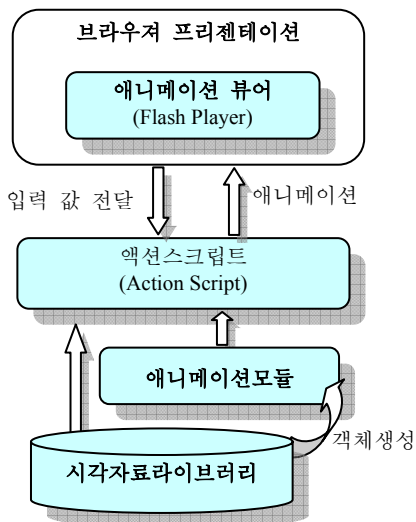 브라우져 프리젠테이션
애니메이션 뷰어
(Flash Player)
입력 값 전달
애니메이션
액션스크립트
(Action Script)
애니메이션모듈
객체생성
시각자료라이브러리